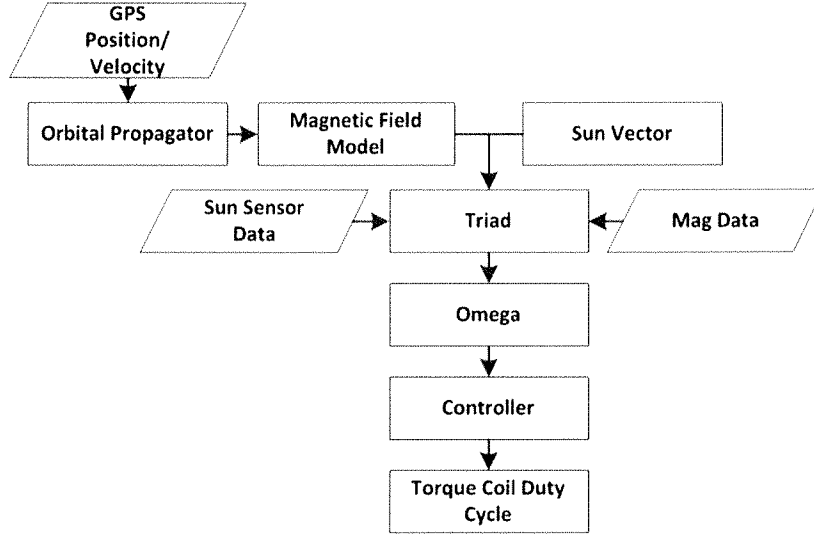 GPS
Position/
Velocity
Orbital Propagator
Magnetic Field
Model
Sun Vector
Sun Sensor
Data
Triad
Mag Data
Omega
Controller
Torque Coil Duty
Cycle